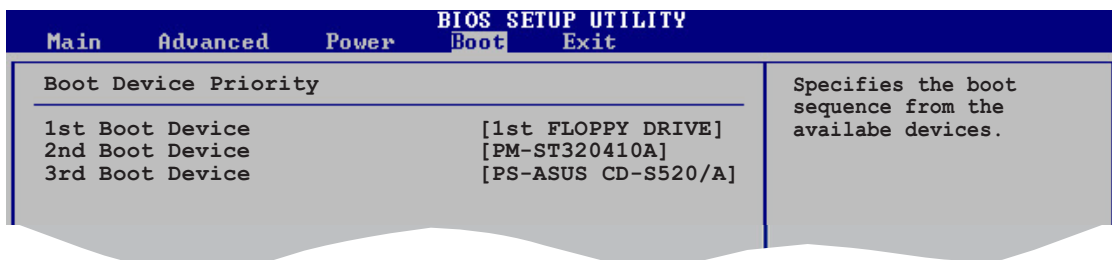 BIOS SETUP UTILITY
Main Advanced Power Boot Exit
Boot Device Priority
1st Boot Device [1st FLOPPY DRIVE]
2nd Boot Device [PM-ST320410A]
3rd Boot Device [PS-ASUS CD-S520/A]
Specifies the boot
sequence from the
availabe devices.